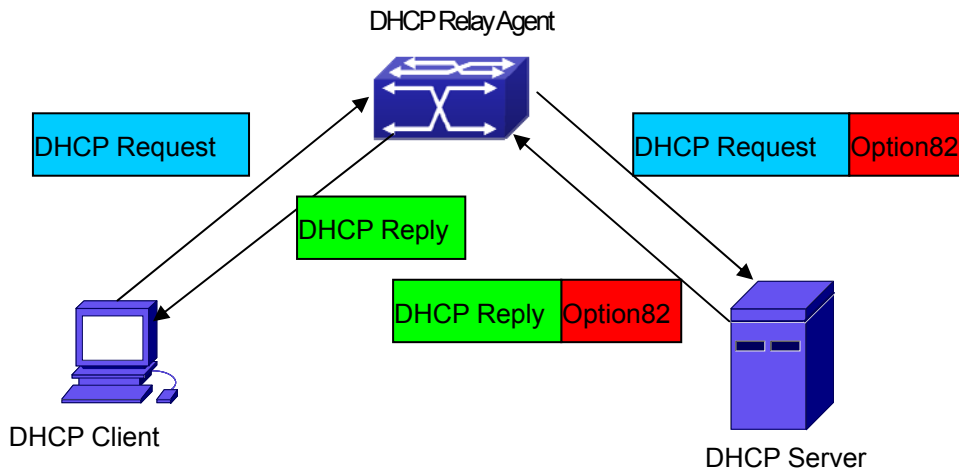 DHCP Relay Agent
DHCP Request
DHCP Request Option82
DHCP Reply
DHCP Reply Option82
DHCP Client
DHCP Server